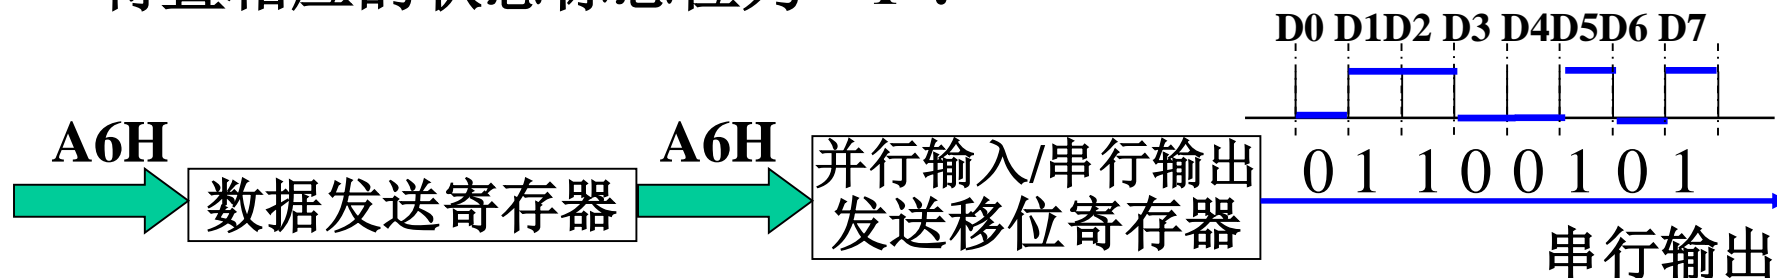 D0 D1D2 D3 D4D5D6 D7
A6H
A6H
数据发送寄存器
并行输入/串行输出
发送移位寄存器
0 1 1 0 0 1 0 1
串行输出